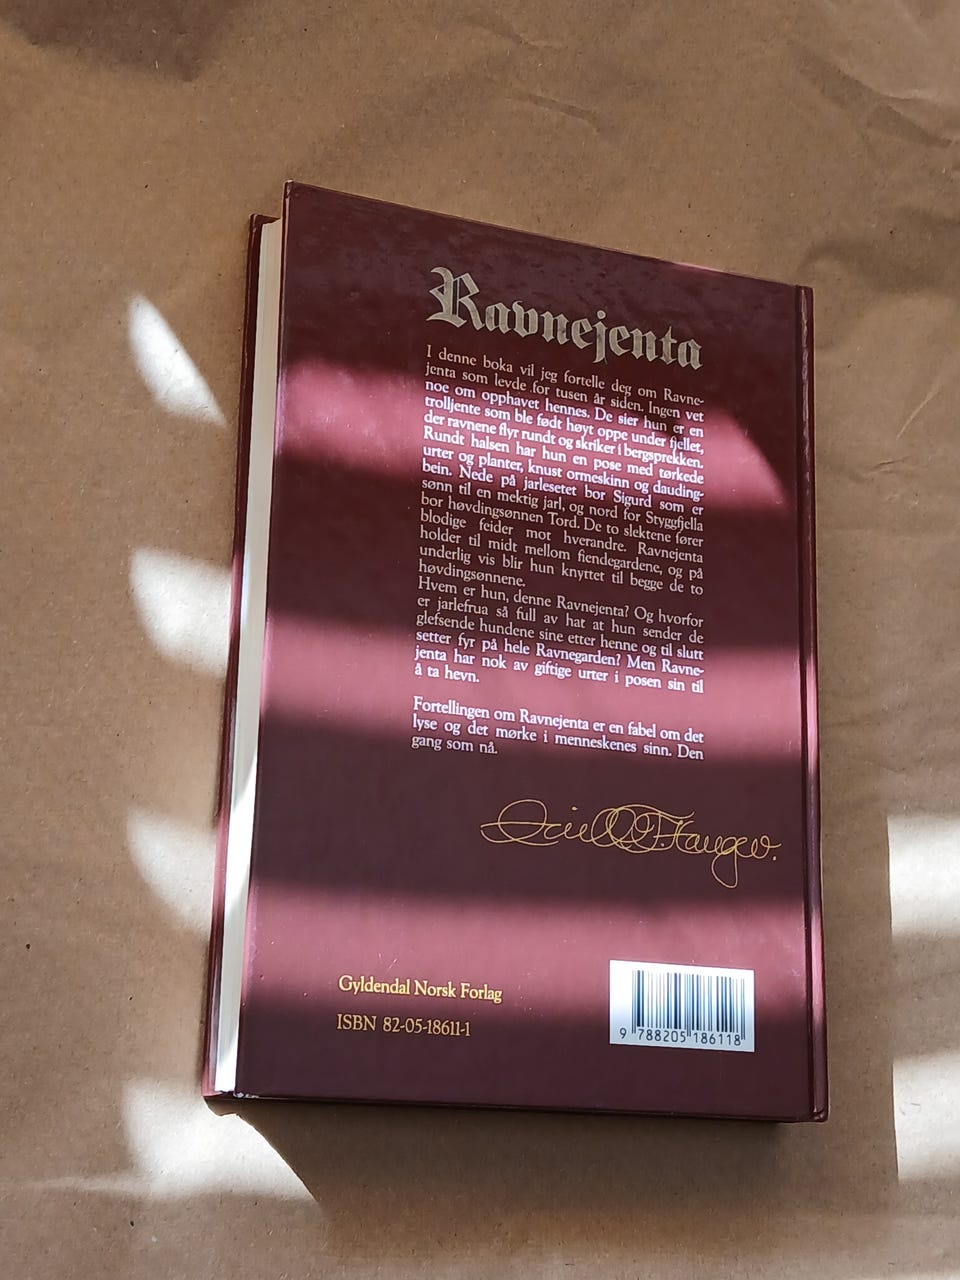 Ravnejenta
I denne boka vil jeg fortelle deg om Ravne-
jenta som levde for tusen år siden. Ingen vet
noe om opphavet hennes. De sier hun er en
trolljente som ble født høyt oppe under fjellet,
der ravnene flyr rundt og skriker i bergsprekken.
Rundt halsen har hun en pose med tørkede
urter og planter, knust ormeskinn og dauding-
bein. Nede på jarlesetet bor Sigurd som er
sønn til en mektig jarl, og nord for Styggfjella
bor høvdingsønnen Tord. De to slektene fører
blodige feider mot hverandre. Ravnejenta
holder til midt mellom fiendegardene, og på
underlig vis blir hun knyttet til begge de to
høvdingsønnene.
Hvem er hun, denne Ravnejenta? Og hvorfor
er jarlefrua så full av hat at hun sender de
glefsende hundene sine etter henne og til slutt
setter fyr på hele Ravnegarden? Men Ravne-
jenta har nok av giftige urter i posen sin til
å ta hevn.
Fortellingen om Ravnejenta er en fabel om det
lyse og det mørke i menneskenes sinn. Den
gang som nå.
Gyldendal Norsk Forlag
ISBN 82-05-18611-1
9 788205 186118